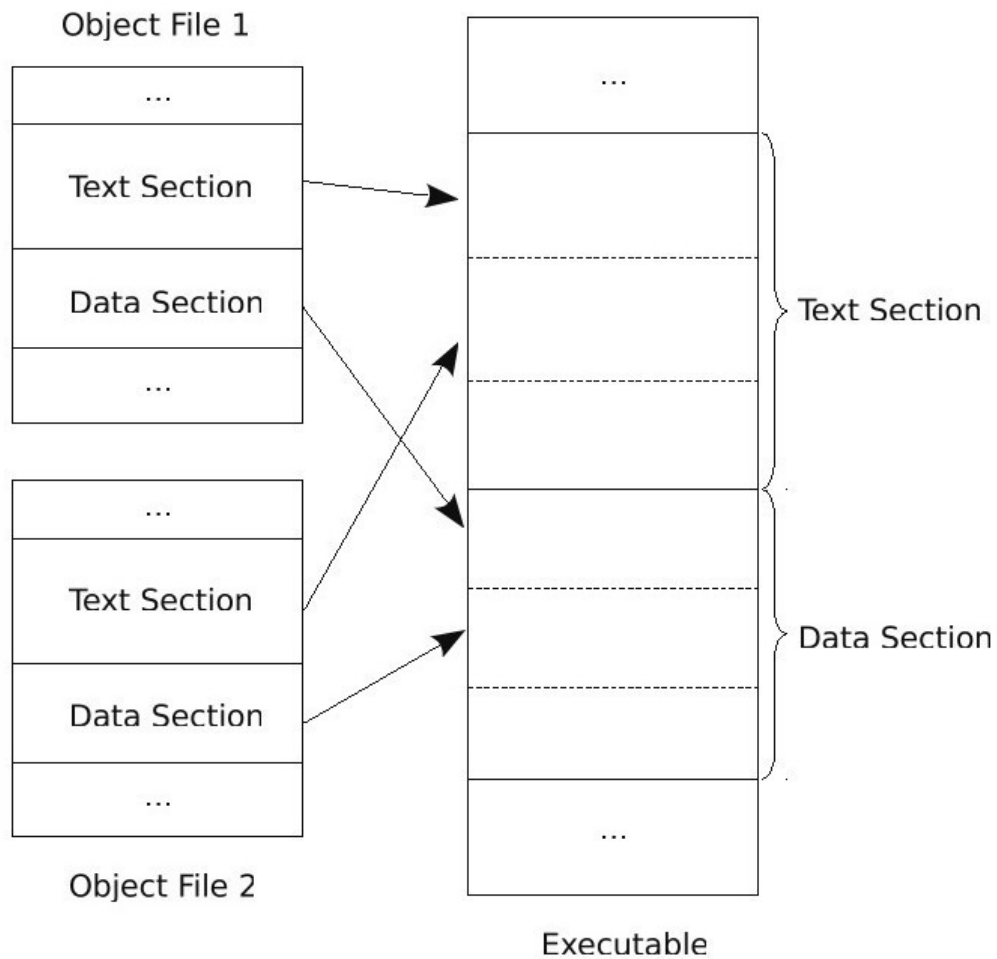 Object File 1
...
Text Section
Data Section
...
...
Text Section
Data Section
...
Object File 2
...
Text Section
Data Section
...
Executable